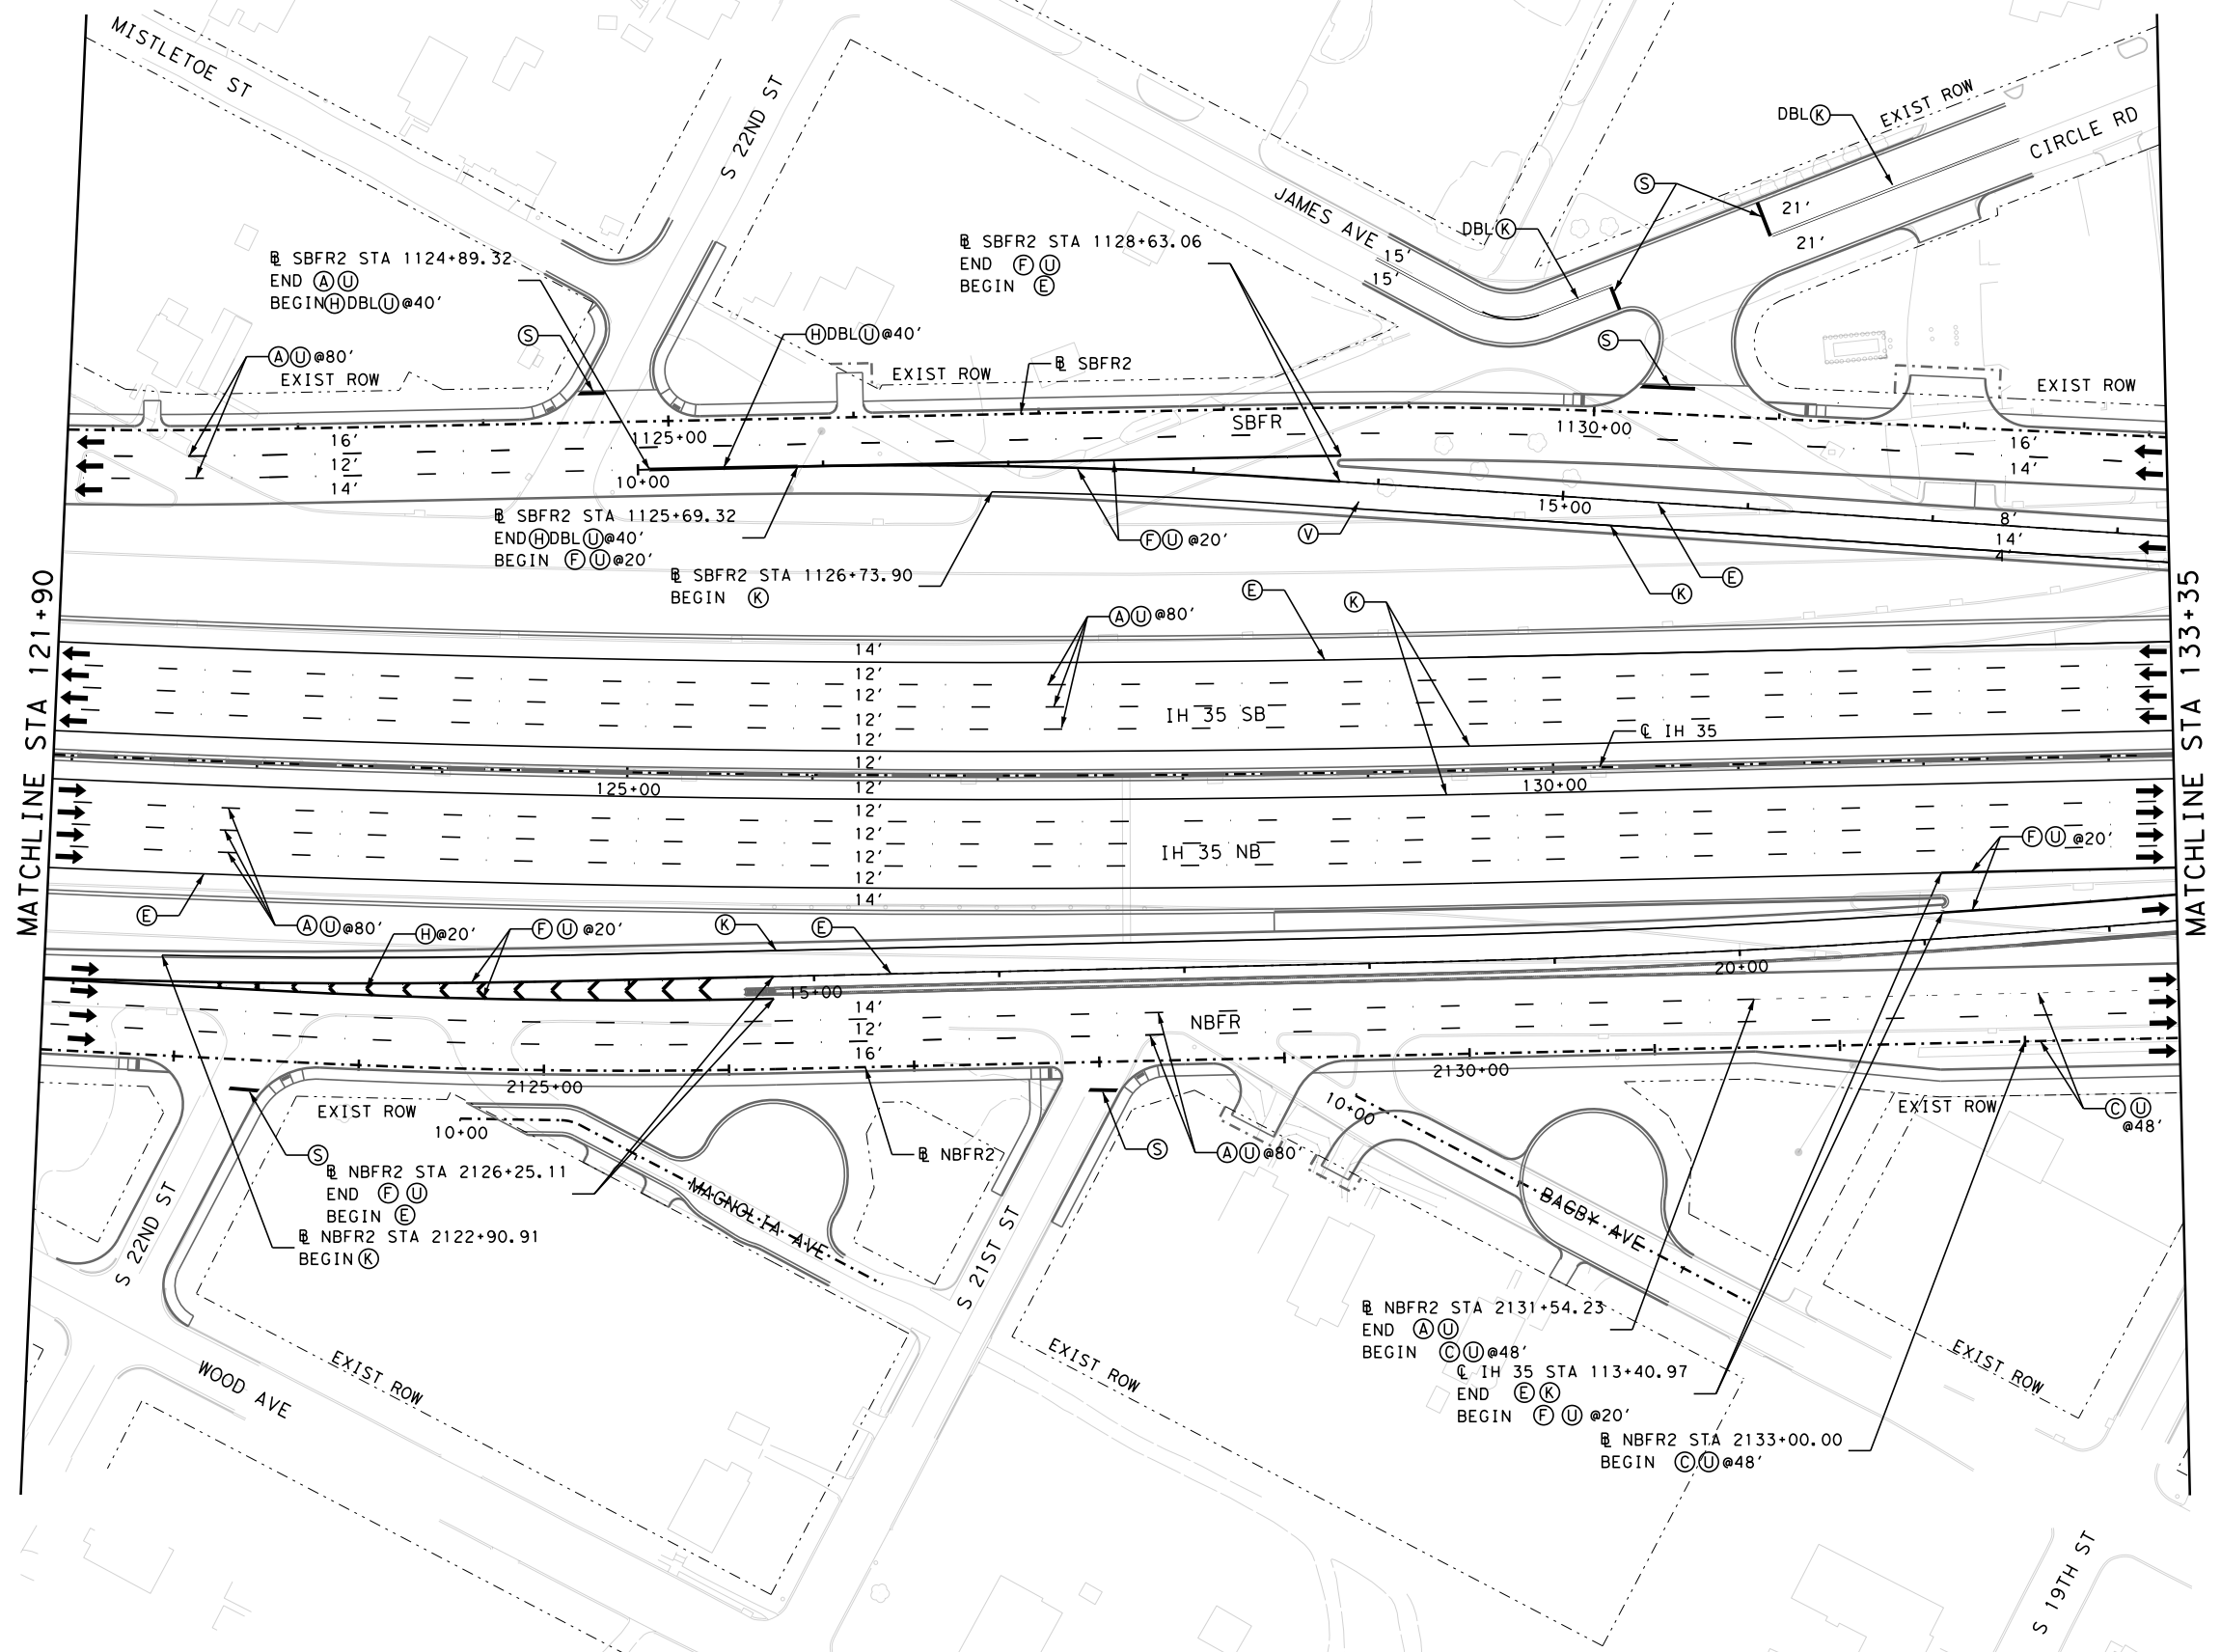 MISTLETOE ST
S 22ND ST
JAMES AVE
EXIST ROW
CIRCLE RD
DBL K
S
21'
21'
DBL K
15'
15'
S
℄ SBFR2 STA 1124+89.32
END A U
BEGIN H DBL U @40'
S
A U @80'
EXIST ROW
H DBL U @40'
EXIST ROW
℄ SBFR2 STA 1128+63.06
END F U
BEGIN E
℄ SBFR2
EXIST ROW
16'
12'
14'
1125+00
10+00
SBFR
1130+00
16'
14'
15+00
8'
14'
4'
℄ SBFR2 STA 1125+69.32
END H DBL U @40'
BEGIN F U @20'
℄ SBFR2 STA 1126+73.90
BEGIN K
F U @20'
V
E
K
E
K
A U @80'
MATCHLINE STA 121+90
MATCHLINE STA 133+35
14'
12'
12'
12'
12'
12'
12'
12'
12'
12'
12'
14'
IH 35 SB
℄ IH 35
125+00
130+00
IH 35 NB
F U @20'
E
A U @80'
H @20'
F U @20'
K
E
15+00
20+00
14'
12'
16'
NBFR
2125+00
2130+00
EXIST ROW
10+00
S
℄ NBFR2
S
A U @80'
10+00
EXIST ROW
C U
@48'
℄ NBFR2 STA 2126+25.11
END F U
BEGIN E
℄ NBFR2 STA 2122+90.91
BEGIN K
MAGNOLIA AVE
BAGBY AVE
S 22ND ST
S 21ST ST
℄ NBFR2 STA 2131+54.23
END A U
BEGIN C U @48'
℄ IH 35 STA 113+40.97
END E K
BEGIN F U @20'
℄ NBFR2 STA 2133+00.00
BEGIN C U @48'
WOOD AVE
EXIST ROW
EXIST ROW
EXIST ROW
S 19TH ST